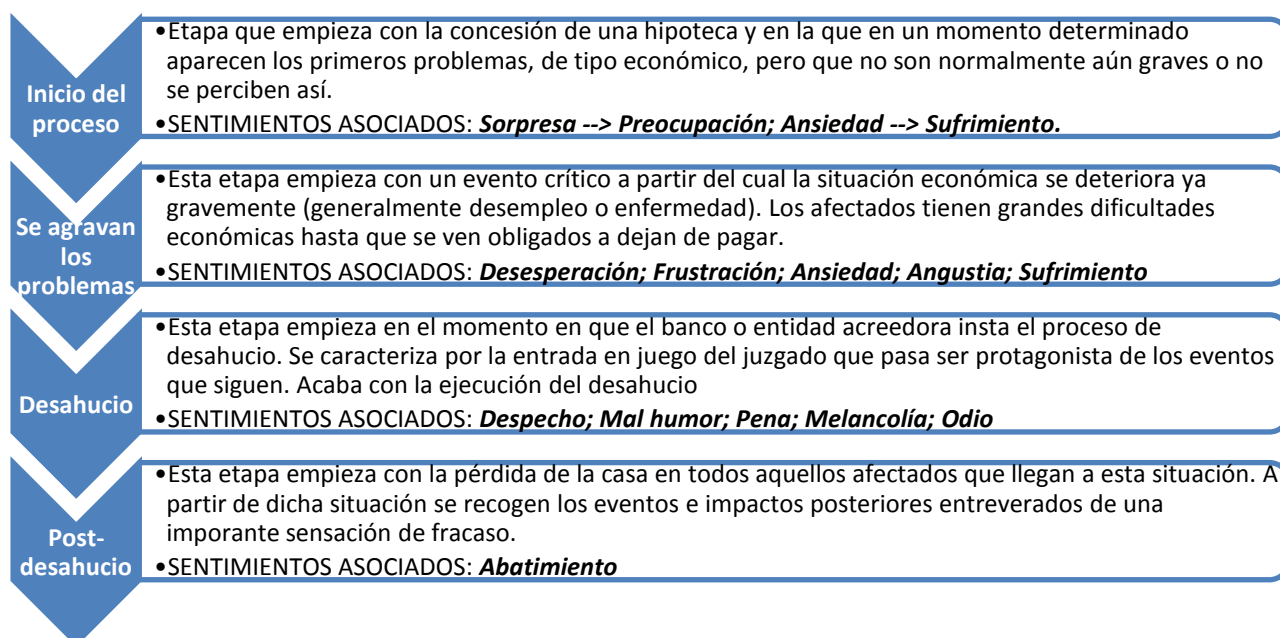 Inicio del
proceso
•Etapa que empieza con la concesión de una hipoteca y en la que en un momento determinado
aparecen los primeros problemas, de tipo económico, pero que no son normalmente aún graves o no
se perciben así.
•SENTIMIENTOS ASOCIADOS: Sorpresa --> Preocupación; Ansiedad --> Sufrimiento.
Se agravan
los
problemas
•Esta etapa empieza con un evento crítico a partir del cual la situación económica se deteriora ya
gravemente (generalmente desempleo o enfermedad). Los afectados tienen grandes dificultades
económicas hasta que se ven obligados a dejan de pagar.
•SENTIMIENTOS ASOCIADOS: Desesperación; Frustración; Ansiedad; Angustia; Sufrimiento
Desahucio
•Esta etapa empieza en el momento en que el banco o entidad acreedora insta el proceso de
desahucio. Se caracteriza por la entrada en juego del juzgado que pasa ser protagonista de los eventos
que siguen. Acaba con la ejecución del desahucio
•SENTIMIENTOS ASOCIADOS: Despecho; Mal humor; Pena; Melancolía; Odio
Post-
desahucio
•Esta etapa empieza con la pérdida de la casa en todos aquellos afectados que llegan a esta situación. A
partir de dicha situación se recogen los eventos e impactos posteriores entreverados de una
imporante sensación de fracaso.
•SENTIMIENTOS ASOCIADOS: Abatimiento